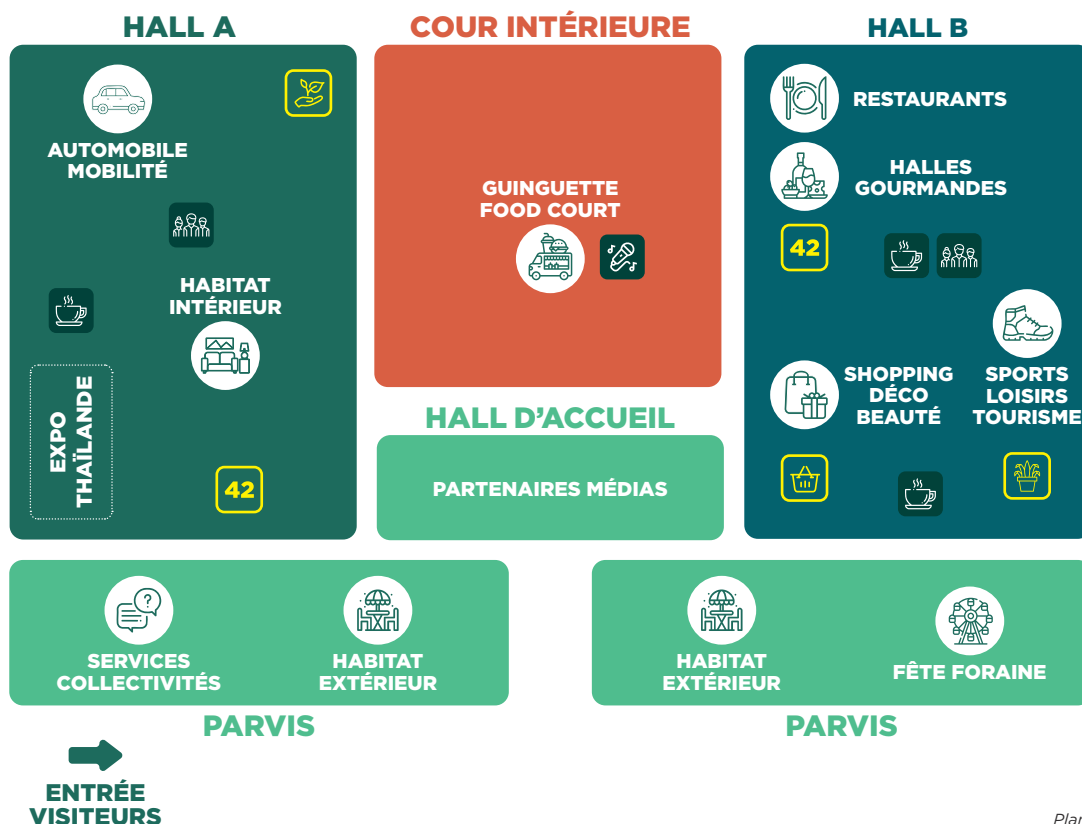 HALL A
AUTOMOBILE
MOBILITÉ
HABITAT
INTÉRIEUR
EXPO
THAÏLANDE
42
COUR INTÉRIEURE
GUINGUETTE
FOOD COURT
HALL D'ACCUEIL
PARTENAIRES MÉDIAS
HALL B
RESTAURANTS
HALLES
GOURMANDES
42
SHOPPING
DÉCO
BEAUTÉ
SPORTS
LOISIRS
TOURISME
?
SERVICES
COLLECTIVITÉS
HABITAT
EXTÉRIEUR
PARVIS
HABITAT
EXTÉRIEUR
FÊTE FORAINE
PARVIS
ENTRÉE
VISITEURS
Plan